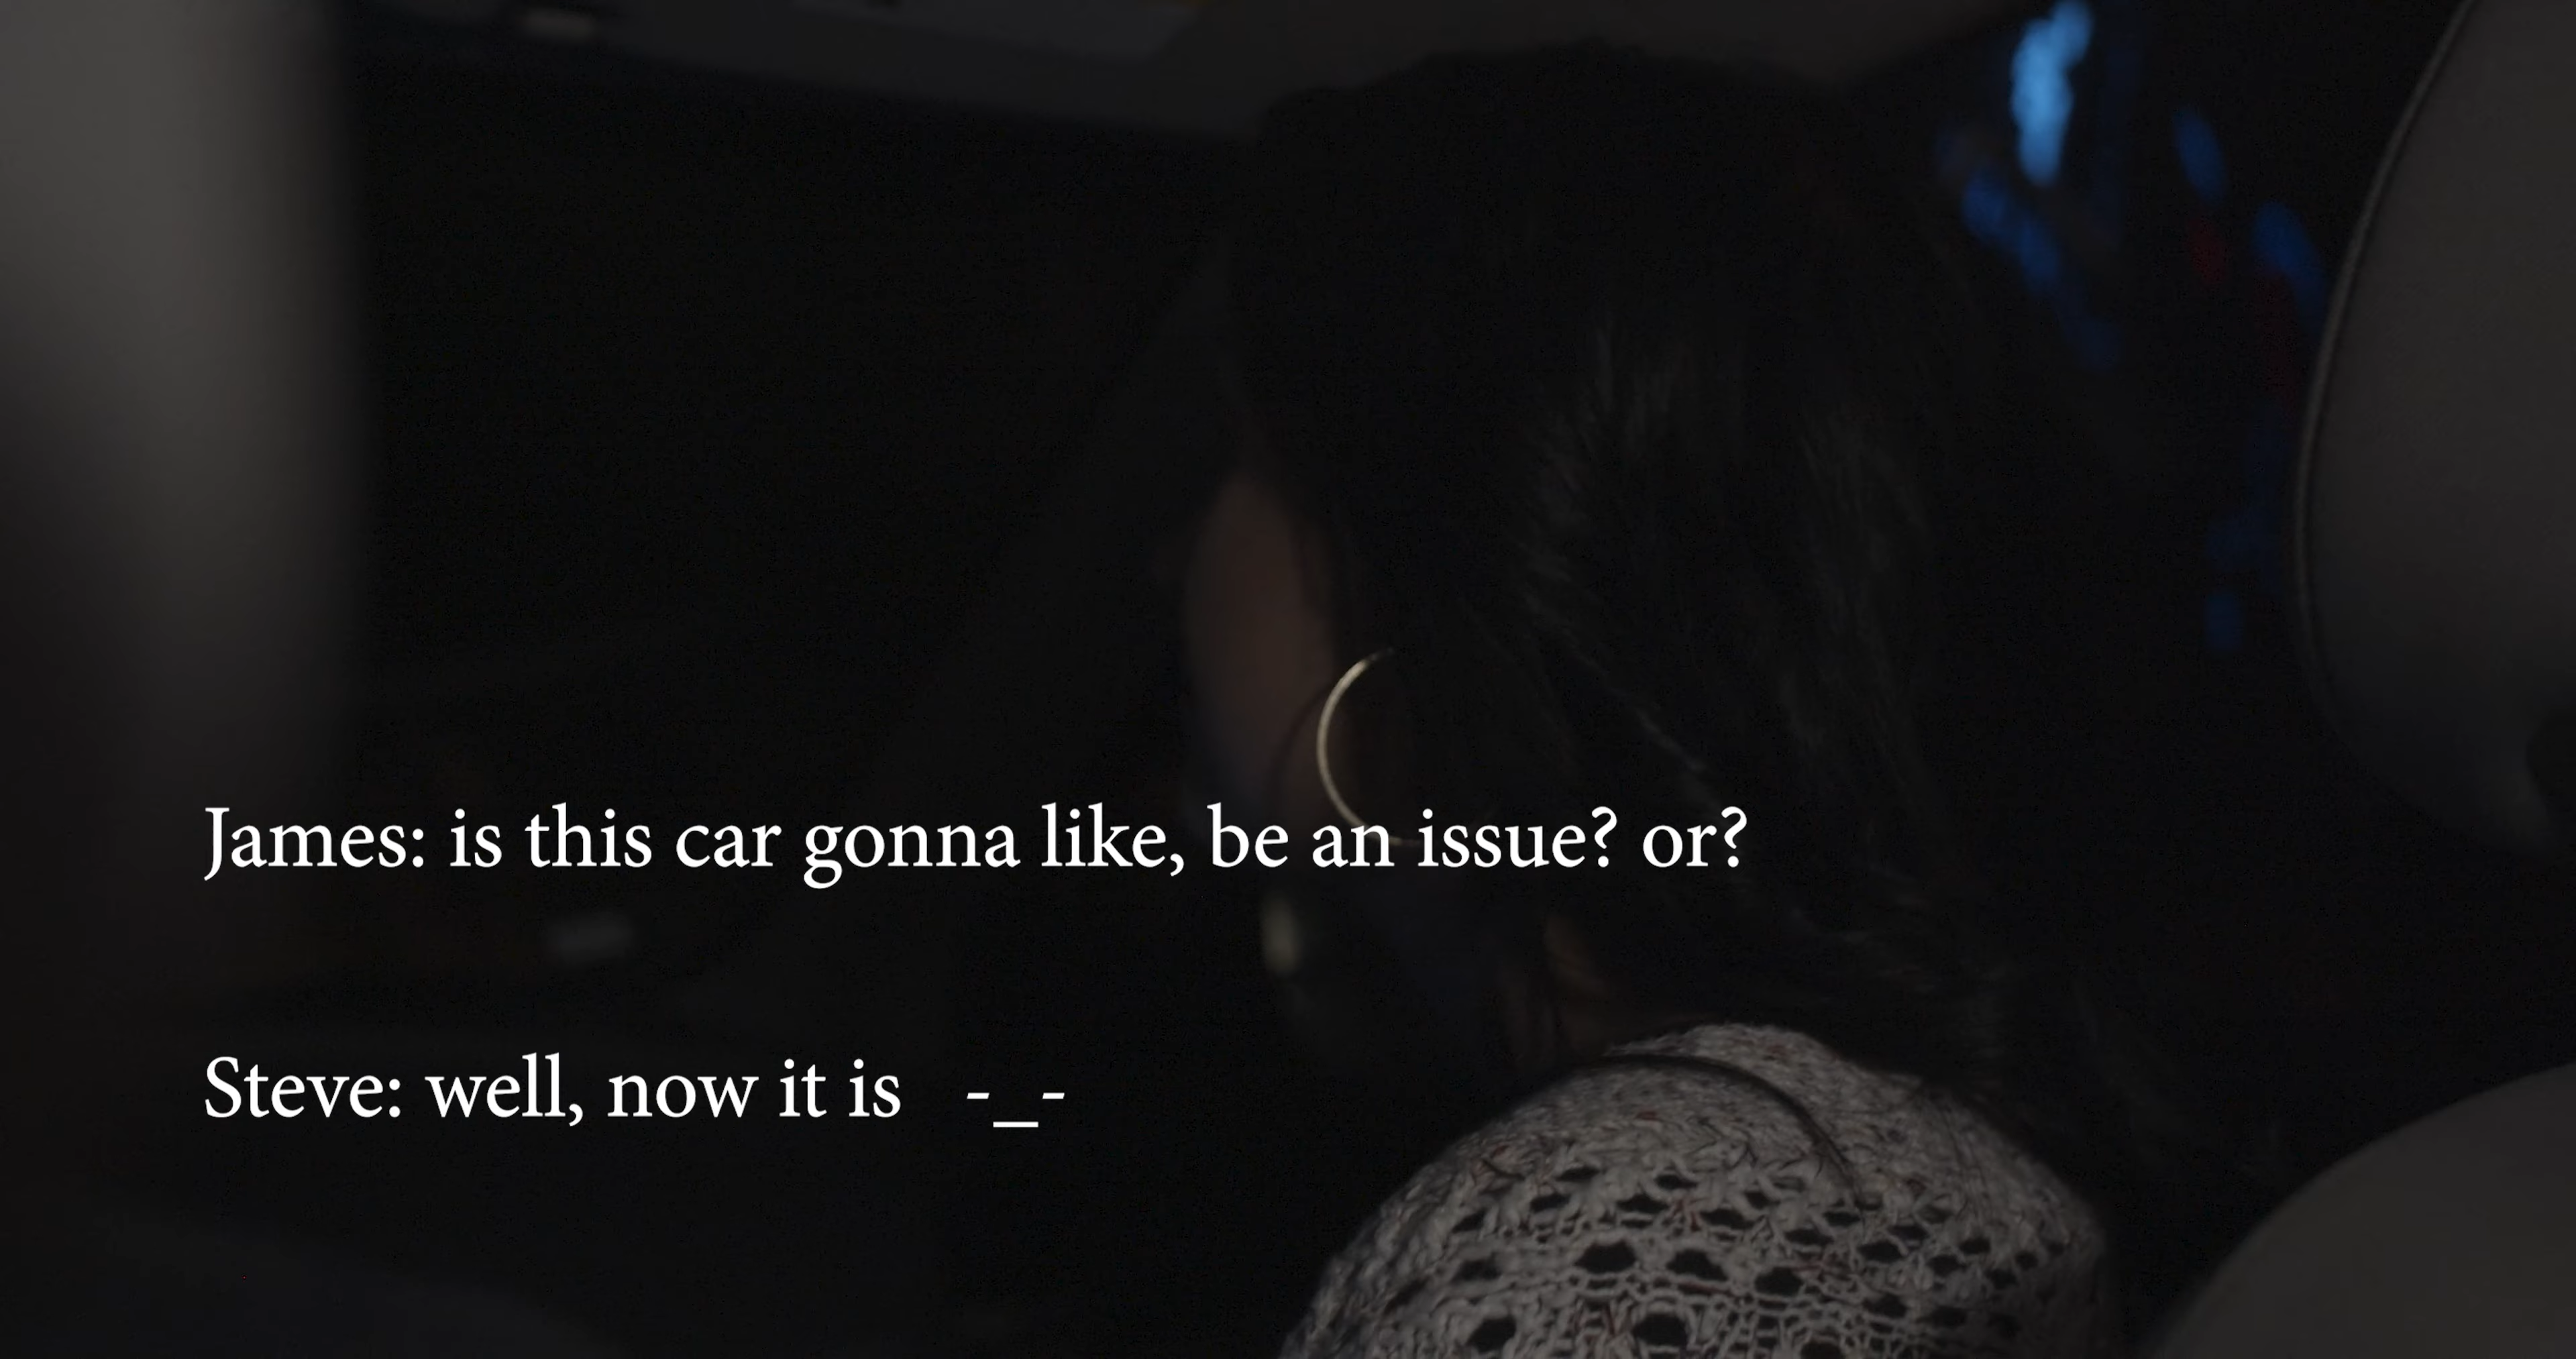 James: is this car gonna like, be an issue? or?
Steve: well, now it is   -_-